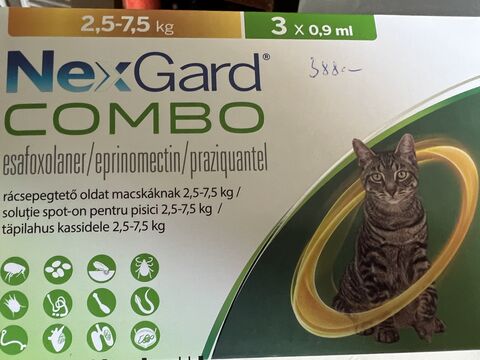 2,5-7,5 kg
3 x 0,9 ml
NexGard®
COMBO
esafoxolaner/eprinomectin/praziquantel
rácsepegtető oldat macskáknak 2,5-7,5 kg /
soluție spot-on pentru pisici 2,5-7,5 kg /
täpilahus kassidele 2,5-7,5 kg